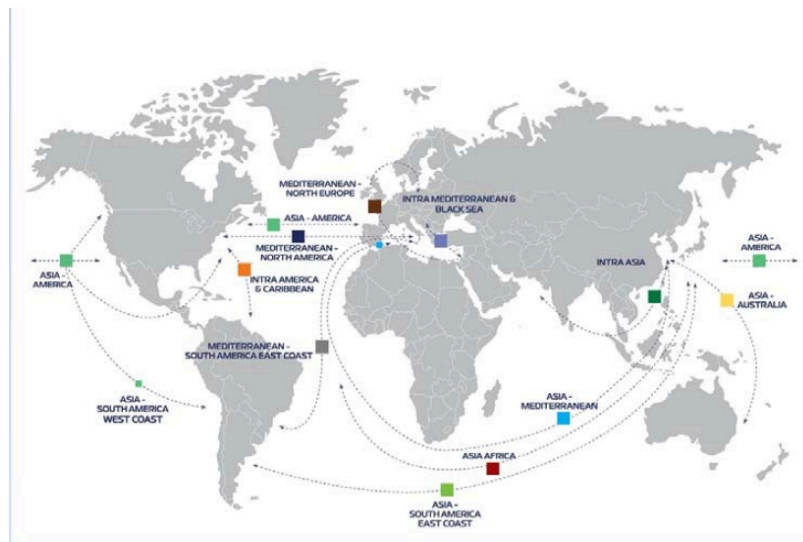 MEDITERRANEAN -
NORTH EUROPE
INTRA MEDITERRANEAN &
BLACK SEA
ASIA - AMERICA
MEDITERRANEAN -
NORTH AMERICA
ASIA -
AMERICA
INTRA AMERICA
& CARIBBEAN
INTRA ASIA
ASIA -
AMERICA
ASIA -
AUSTRALIA
MEDITERRANEAN -
SOUTH AMERICA EAST COAST
ASIA -
SOUTH AMERICA
WEST COAST
ASIA -
MEDITERRANEAN
ASIA AFRICA
ASIA -
SOUTH AMERICA
EAST COAST